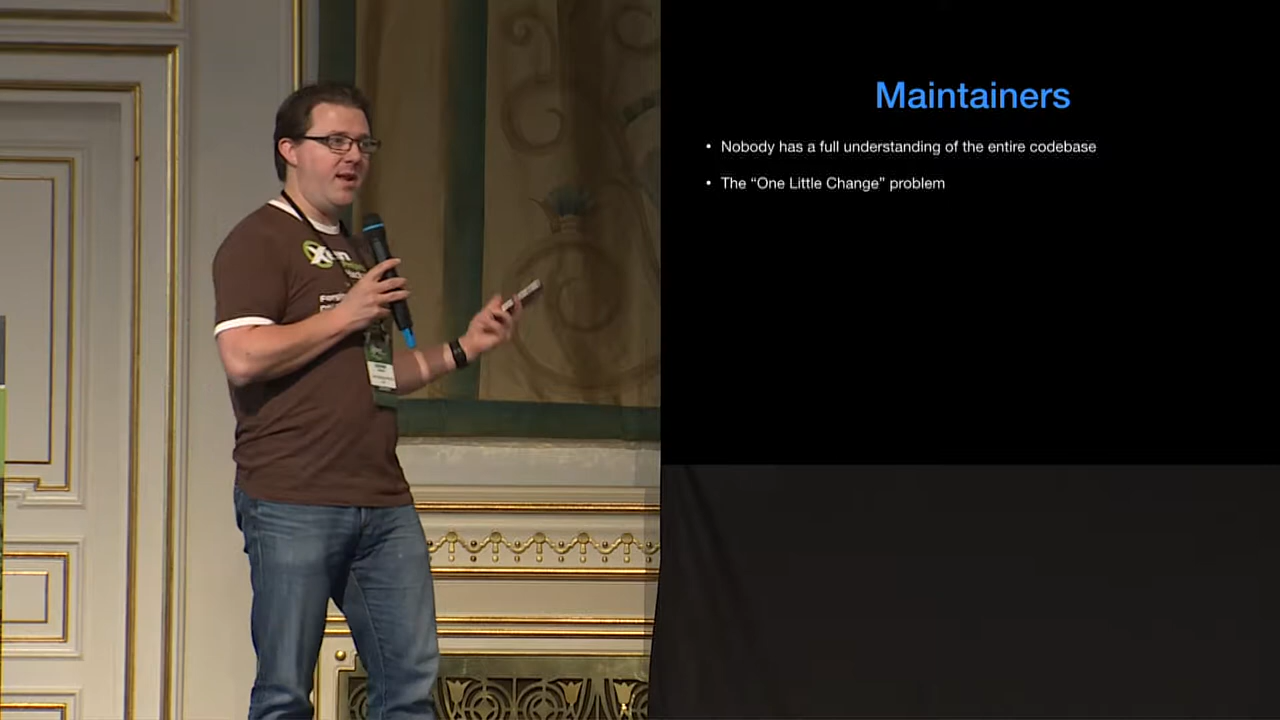 Maintainers
• Nobody has a full understanding of the entire codebase
• The “One Little Change” problem